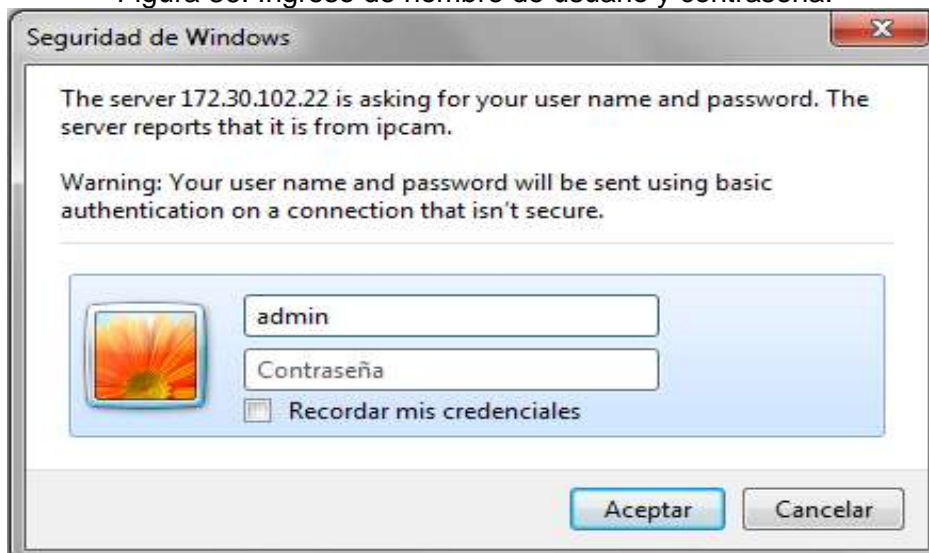 Seguridad de Windows
The server 172.30.102.22 is asking for your user name and password. The
server reports that it is from ipcam.
Warning: Your user name and password will be sent using basic
authentication on a connection that isn't secure.
admin
Contraseña
Recordar mis credenciales
Aceptar
Cancelar